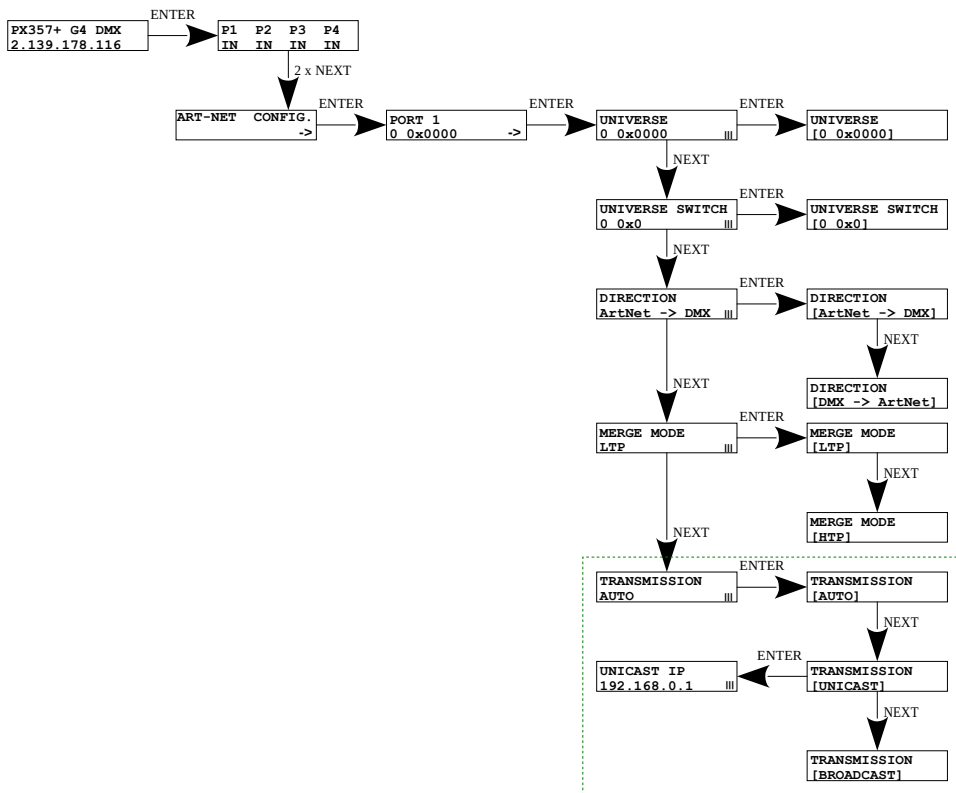 ENTER
PX357+ G4 DMX
2.139.178.116
P1 P2 P3 P4
IN IN IN IN
2 x NEXT
ART-NET CONFIG.
->
ENTER
PORT 1
0 0x0000 ->
ENTER
UNIVERSE
0 0x0000
ENTER
UNIVERSE
[0 0x0000]
NEXT
UNIVERSE SWITCH
0 0x0
ENTER
UNIVERSE SWITCH
[0 0x0]
NEXT
DIRECTION
ArtNet -> DMX
ENTER
DIRECTION
[ArtNet -> DMX]
NEXT
DIRECTION
[DMX -> ArtNet]
NEXT
MERGE MODE
LTP
ENTER
MERGE MODE
[LTP]
NEXT
MERGE MODE
[HTP]
NEXT
TRANSMISSION
AUTO
ENTER
TRANSMISSION
[AUTO]
NEXT
UNICAST IP
192.168.0.1
ENTER
TRANSMISSION
[UNICAST]
NEXT
TRANSMISSION
[BROADCAST]